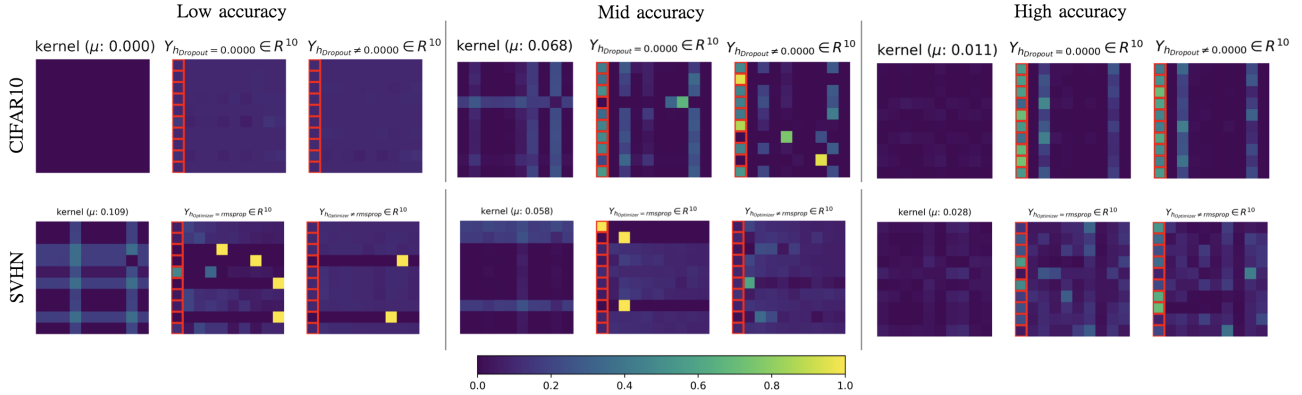 Low accuracy
Mid accuracy
High accuracy
CIFAR10
kernel (μ: 0.000)
Y_{h_{Dropout = 0.0000}} ∈ R^{10}
Y_{h_{Dropout ≠ 0.0000}} ∈ R^{10}
kernel (μ: 0.068)
Y_{h_{Dropout = 0.0000}} ∈ R^{10}
Y_{h_{Dropout ≠ 0.0000}} ∈ R^{10}
kernel (μ: 0.011)
Y_{h_{Dropout = 0.0000}} ∈ R^{10}
Y_{h_{Dropout ≠ 0.0000}} ∈ R^{10}
SVHN
kernel (μ: 0.109)
Y_{h_{Optimizer = rmsprop}} ∈ R^{10}
Y_{h_{Optimizer ≠ rmsprop}} ∈ R^{10}
kernel (μ: 0.058)
Y_{h_{Optimizer = rmsprop}} ∈ R^{10}
Y_{h_{Optimizer ≠ rmsprop}} ∈ R^{10}
kernel (μ: 0.028)
Y_{h_{Optimizer = rmsprop}} ∈ R^{10}
Y_{h_{Optimizer ≠ rmsprop}} ∈ R^{10}
0.0 0.2 0.4 0.6 0.8 1.0